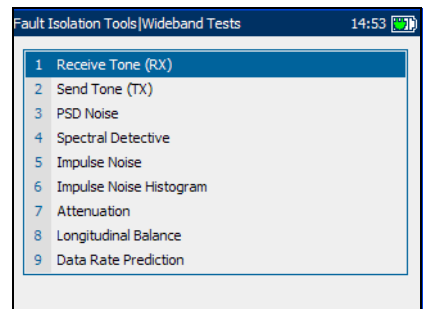 Fault Isolation Tools|Wideband Tests 14:53
1 Receive Tone (RX)
2 Send Tone (TX)
3 PSD Noise
4 Spectral Detective
5 Impulse Noise
6 Impulse Noise Histogram
7 Attenuation
8 Longitudinal Balance
9 Data Rate Prediction